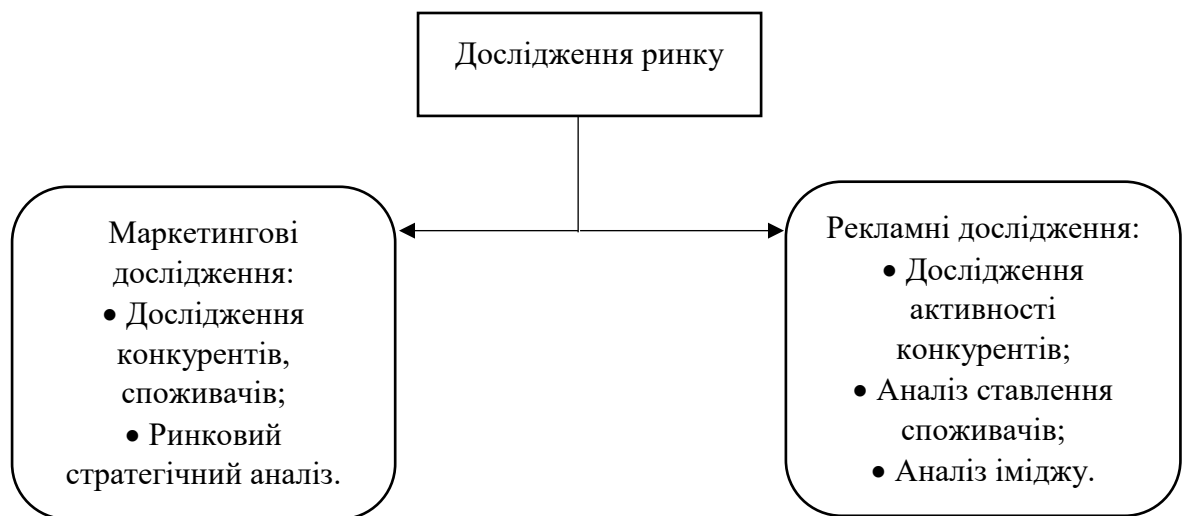 Дослідження ринку
Маркетингові
дослідження:
• Дослідження
конкурентів,
споживачів;
• Ринковий
стратегічний аналіз.
Рекламні дослідження:
• Дослідження
активності
конкурентів;
• Аналіз ставлення
споживачів;
• Аналіз іміджу.